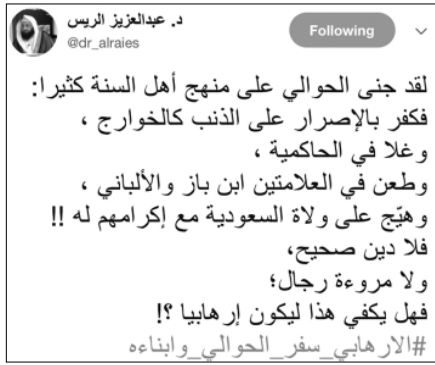 د. عبدالعزيز الريس
@dr_alraies
Following
لقد جنى الحوالي على منهج أهل السنة كثيرا:
فكفر بالإصرار على الذنب كالخوارج ،
وغلا في الحاكمية ،
وطعن في العلامتين ابن باز والألباني ،
وهيّج على ولاة السعودية مع إكرامهم له !!
فلا دين صحيح،
ولا مروءة رجال؛
فهل يكفي هذا ليكون إرهابيا ؟!
#الارهابي_سفر_الحوالي_وابناءه